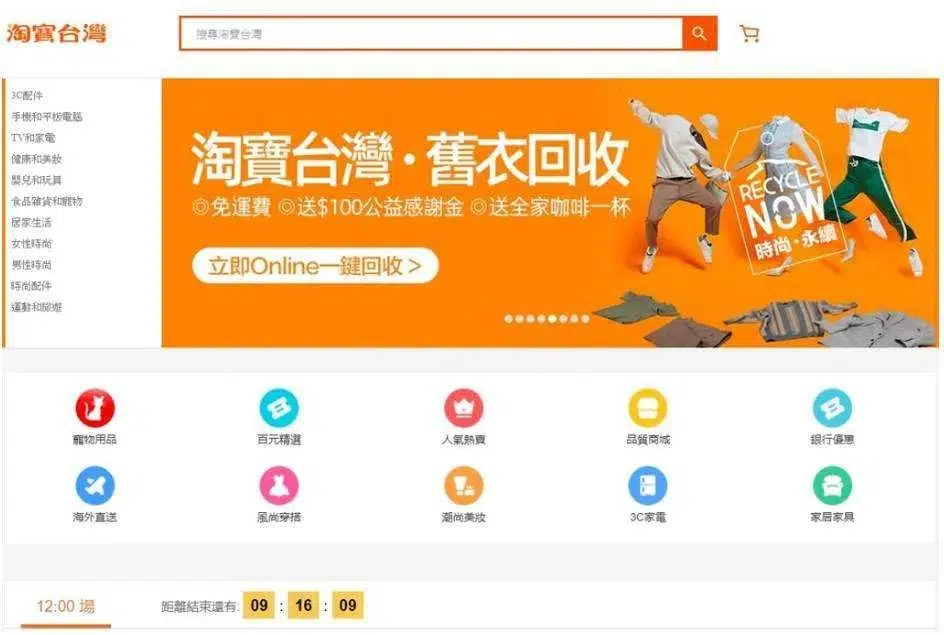 淘寶台灣
搜尋淘寶台灣
3C配件
手機和平板電腦
TV和家電
健康和美妝
嬰兒和玩具
食品雜貨和寵物
居家生活
女性時尚
男性時尚
時尚配件
運動和旅遊
淘寶台灣·舊衣回收
◎免運費 ◎送$100公益感謝金 ◎送全家咖啡一杯
立即Online一鍵回收 >
RECYCLE
NOW
時尚·永續
寵物用品
百元精選
人氣熱賣
品質商城
銀行優惠
海外直送
風尚穿搭
潮尚美妝
3C家電
家居家具
12:00 場
距離結束還有: 09 : 16 : 09